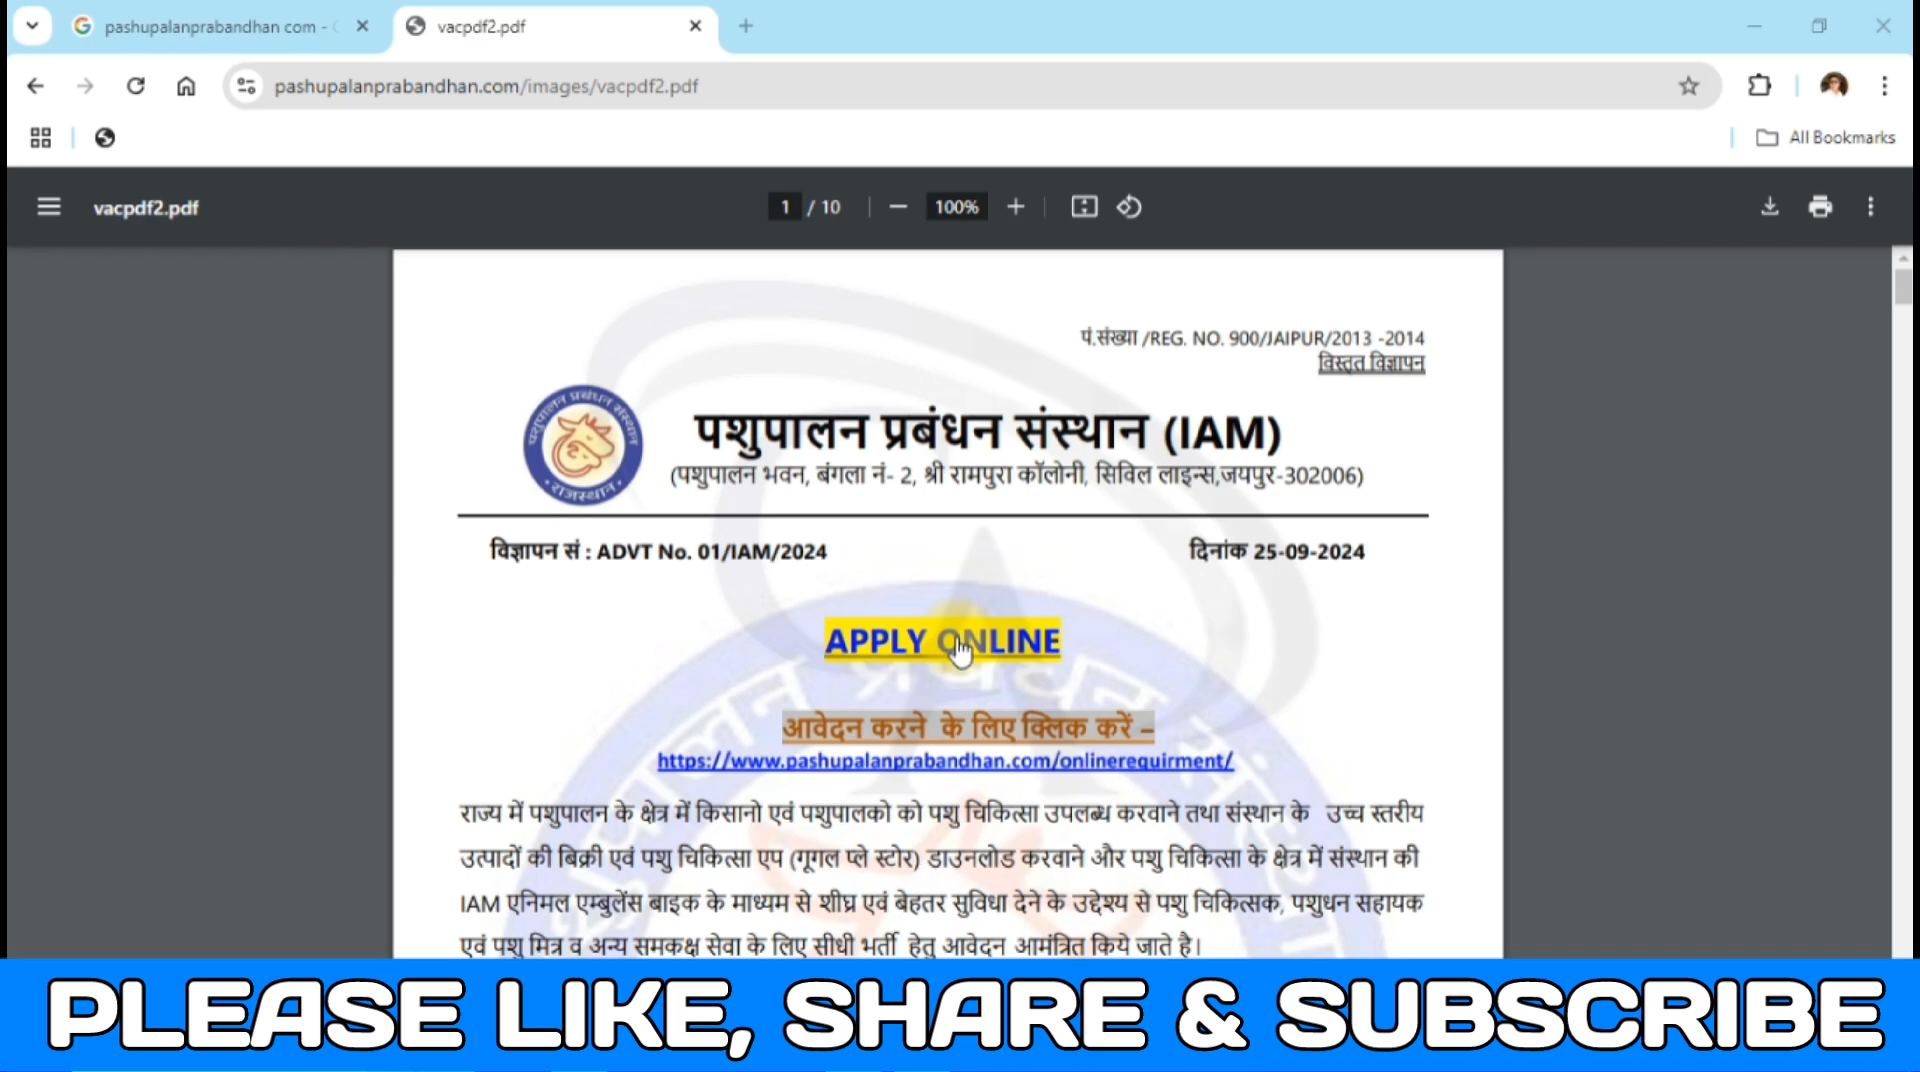 pashupalanprabandhan com -
vacpdf2.pdf
pashupalanprabandhan.com/images/vacpdf2.pdf
All Bookmarks
vacpdf2.pdf
1 / 10
100%
पं.संख्या /REG. NO. 900/JAIPUR/2013 -2014
विस्तृत विज्ञापन
पशुपालन प्रबंधन संस्थान
राजस्थान
पशुपालन प्रबंधन संस्थान (IAM)
(पशुपालन भवन, बंगला नं- 2, श्री रामपुरा कॉलोनी, सिविल लाइन्स,जयपुर-302006)
विज्ञापन सं : ADVT No. 01/IAM/2024
दिनांक 25-09-2024
APPLY ONLINE
आवेदन करने के लिए क्लिक करें –
https://www.pashupalanprabandhan.com/onlinerequirment/
राज्य में पशुपालन के क्षेत्र में किसानो एवं पशुपालको को पशु चिकित्सा उपलब्ध करवाने तथा संस्थान के उच्च स्तरीय
उत्पादों की बिक्री एवं पशु चिकित्सा एप (गूगल प्ले स्टोर) डाउनलोड करवाने और पशु चिकित्सा के क्षेत्र में संस्थान की
IAM एनिमल एम्बुलेंस बाइक के माध्यम से शीघ्र एवं बेहतर सुविधा देने के उद्देश्य से पशु चिकित्सक, पशुधन सहायक
एवं पशु मित्र व अन्य समकक्ष सेवा के लिए सीधी भर्ती हेतु आवेदन आमंत्रित किये जाते है।
PLEASE LIKE, SHARE & SUBSCRIBE